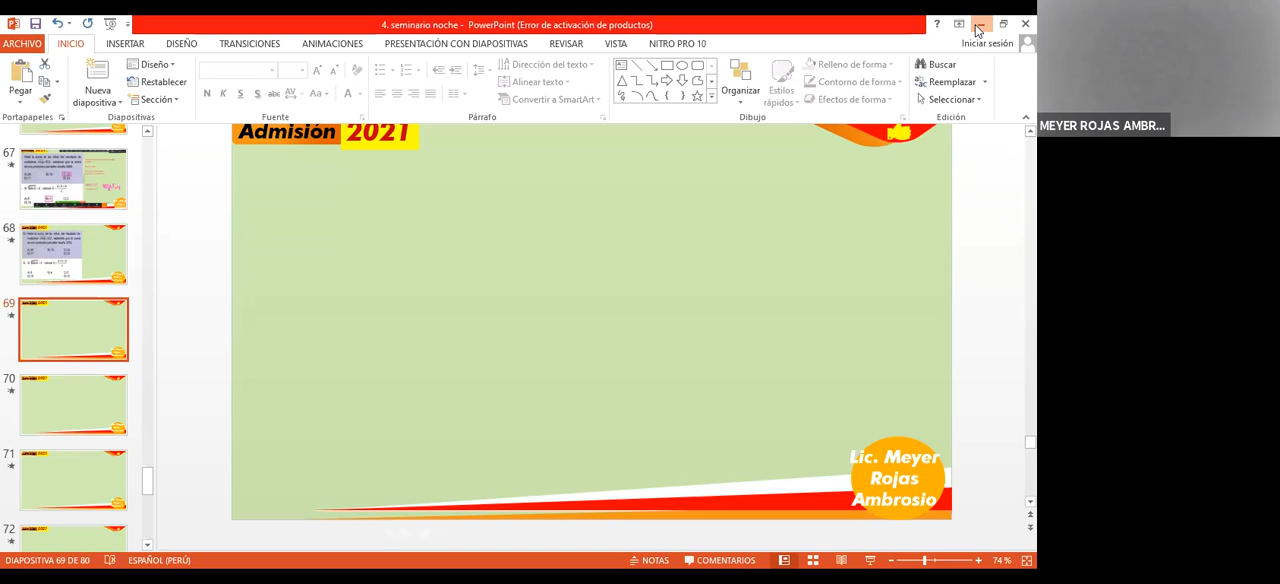 4. seminario noche - PowerPoint (Error de activación de productos)
?
ARCHIVO INICIO INSERTAR DISEÑO TRANSICIONES ANIMACIONES PRESENTACIÓN CON DIAPOSITIVAS REVISAR VISTA NITRO PRO 10 Iniciar sesión
Pegar
Nueva
diapositiva
Diseño
Restablecer
Sección
N K S S abc AV Aa A
Dirección del texto
Alinear texto
Convertir a SmartArt
Organizar
Estilos
rápidos
Relleno de forma
Contorno de forma
Efectos de forma
Buscar
Reemplazar
Seleccionar
Portapapeles Diapositivas Fuente Párrafo Dibujo Edición
MEYER ROJAS AMBR...
Admisión 2021
67
68
69
70
71
72
Lic. Meyer
Rojas
Ambrosio
DIAPOSITIVA 69 DE 80 ESPAÑOL (PERÚ) NOTAS COMENTARIOS 74 %